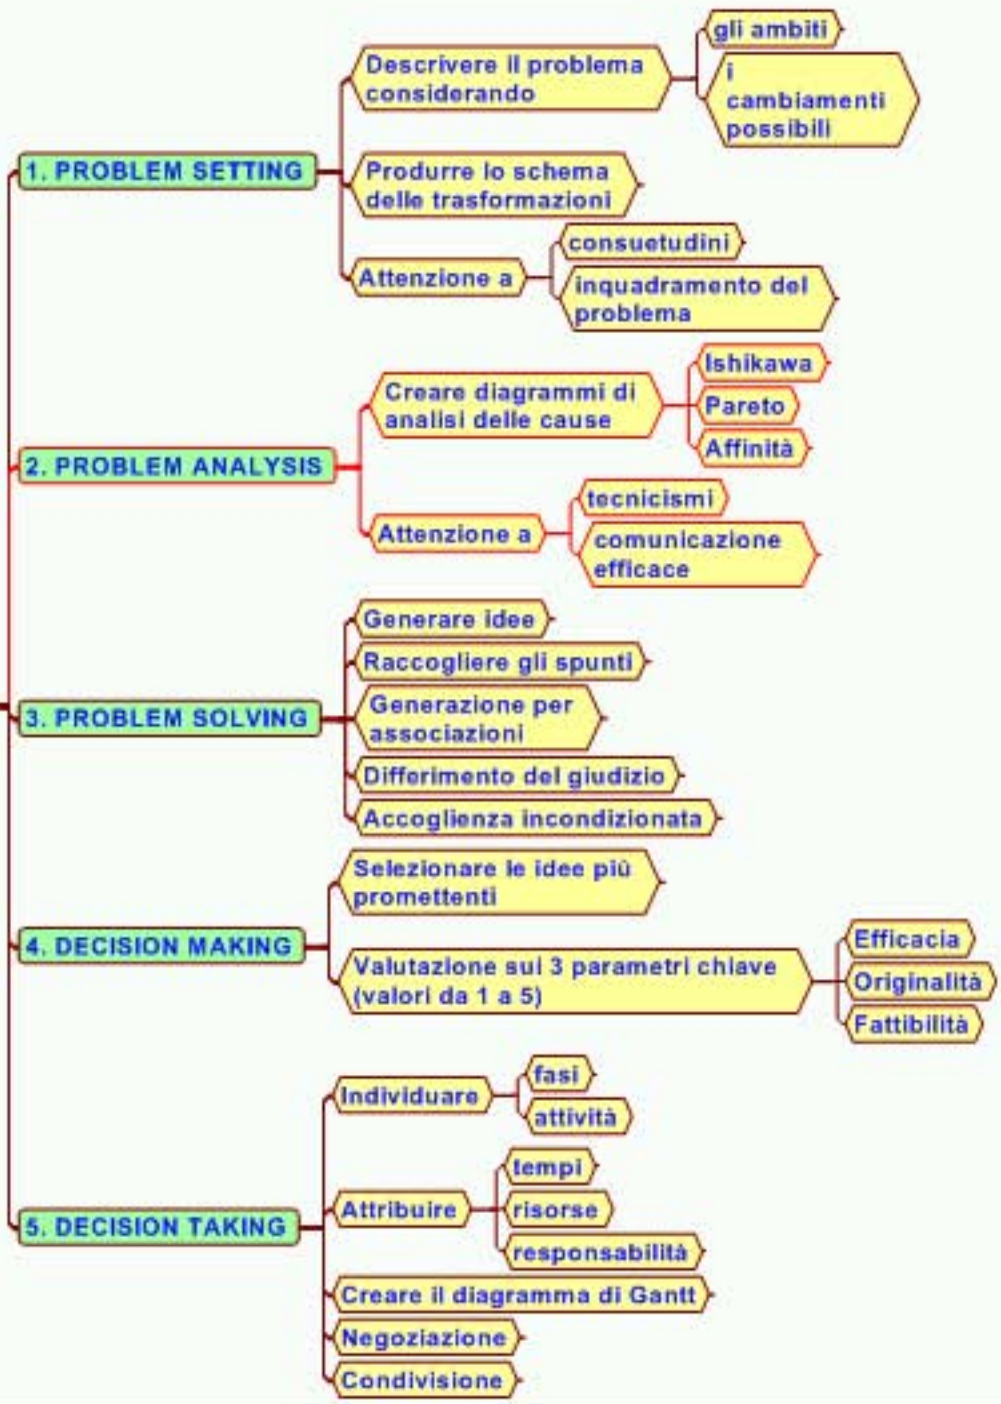 1. PROBLEM SETTING
Descrivere il problema
considerando
gli ambiti
i
cambiamenti
possibili
Produrre lo schema
delle trasformazioni
Attenzione a
consuetudini
inquadramento del
problema
2. PROBLEM ANALYSIS
Creare diagrammi di
analisi delle cause
Ishikawa
Pareto
Affinità
Attenzione a
tecnicismi
comunicazione
efficace
3. PROBLEM SOLVING
Generare idee
Raccogliere gli spunti
Generazione per
associazioni
Differimento del giudizio
Accoglienza incondizionata
4. DECISION MAKING
Selezionare le idee più
promettenti
Valutazione sui 3 parametri chiave
(valori da 1 a 5)
Efficacia
Originalità
Fattibilità
5. DECISION TAKING
Individuare
fasi
attività
Attribuire
tempi
risorse
responsabilità
Creare il diagramma di Gantt
Negoziazione
Condivisione